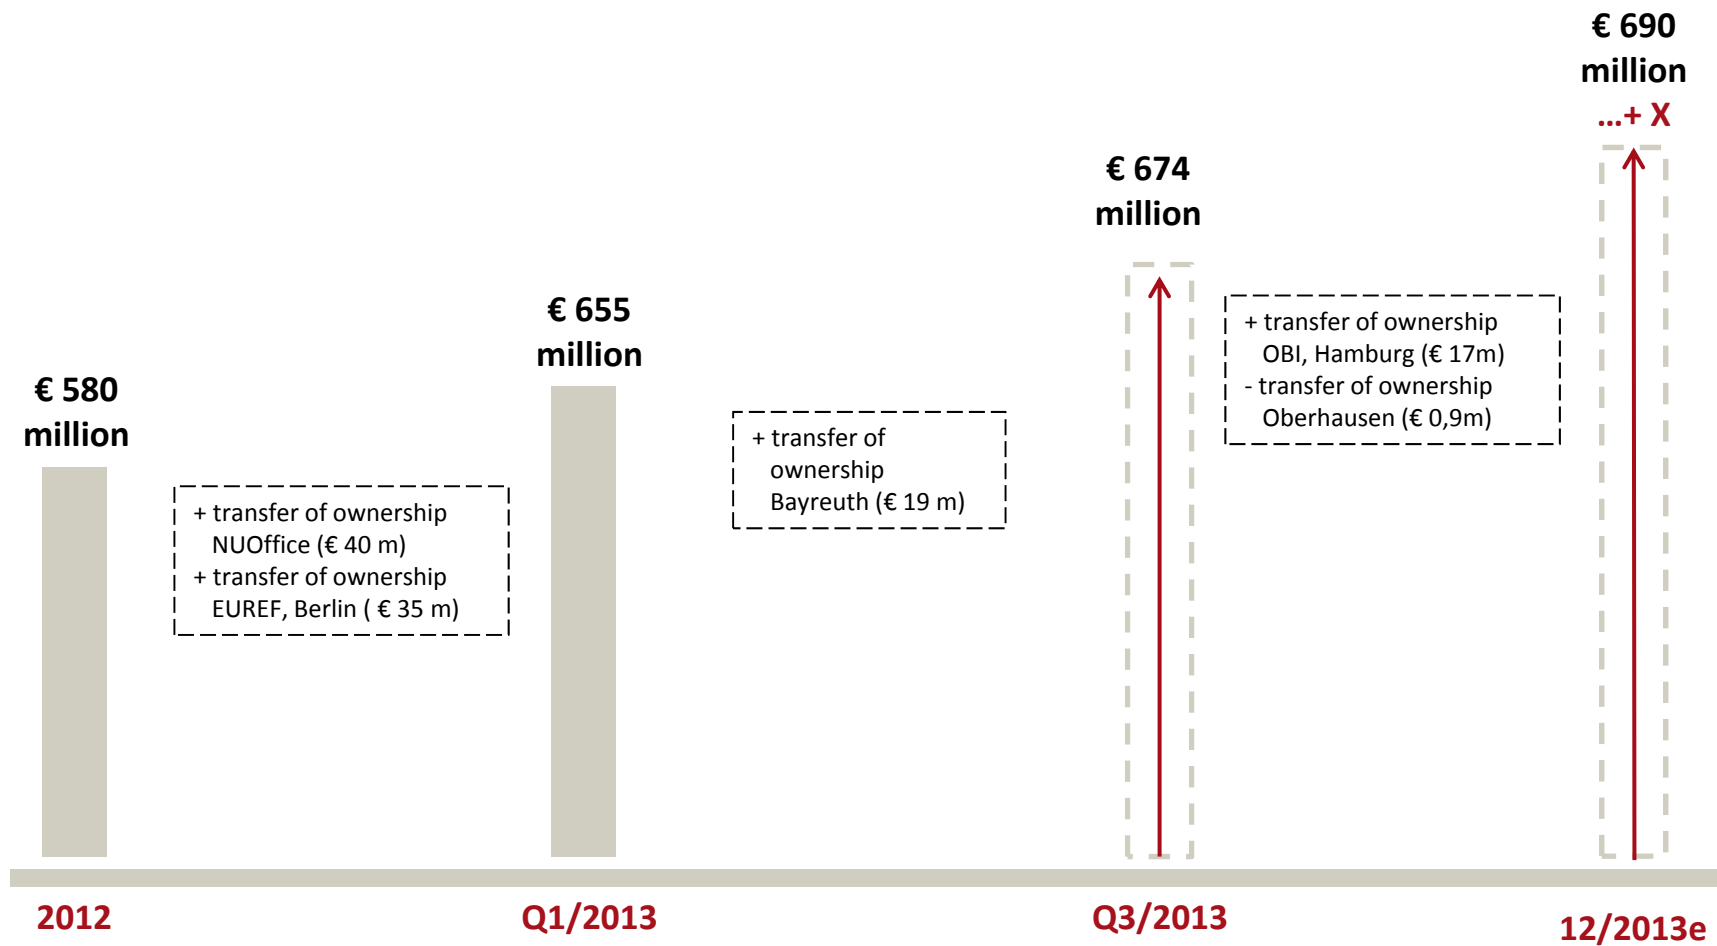 € 580
million
+ transfer of ownership
NUOffice (€ 40 m)
+ transfer of ownership
EUREF, Berlin ( € 35 m)
€ 655
million
+ transfer of
ownership
Bayreuth (€ 19 m)
€ 674
million
+ transfer of ownership
OBI, Hamburg (€ 17m)
- transfer of ownership
Oberhausen (€ 0,9m)
€ 690
million
...+ X
2012
Q1/2013
Q3/2013
12/2013e